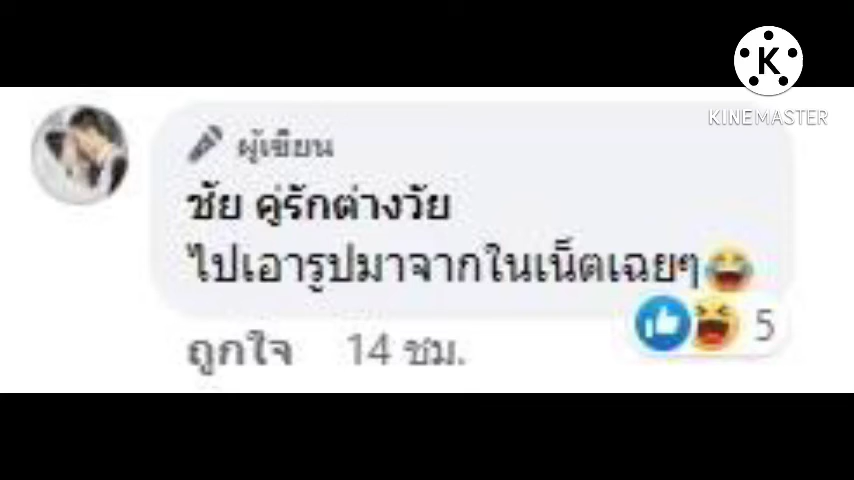 K
KINEMASTER
ผู้เขียน
ชัย คู่รักต่างวัย
ไปเอารูปมาจากในเน็ตเฉยๆ😂
5
ถูกใจ 14 ชม.